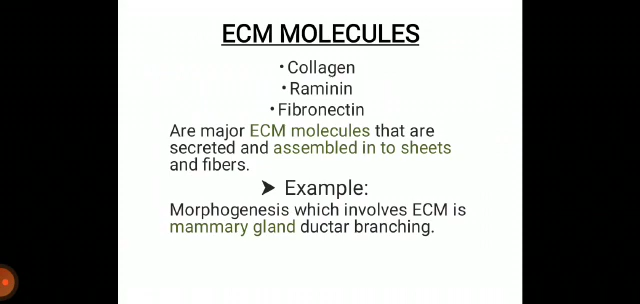 ECM MOLECULES
• Collagen
• Raminin
• Fibronectin
Are major ECM molecules that are
secreted and assembled in to sheets
and fibers.
➤ Example:
Morphogenesis which involves ECM is
mammary gland ductar branching.